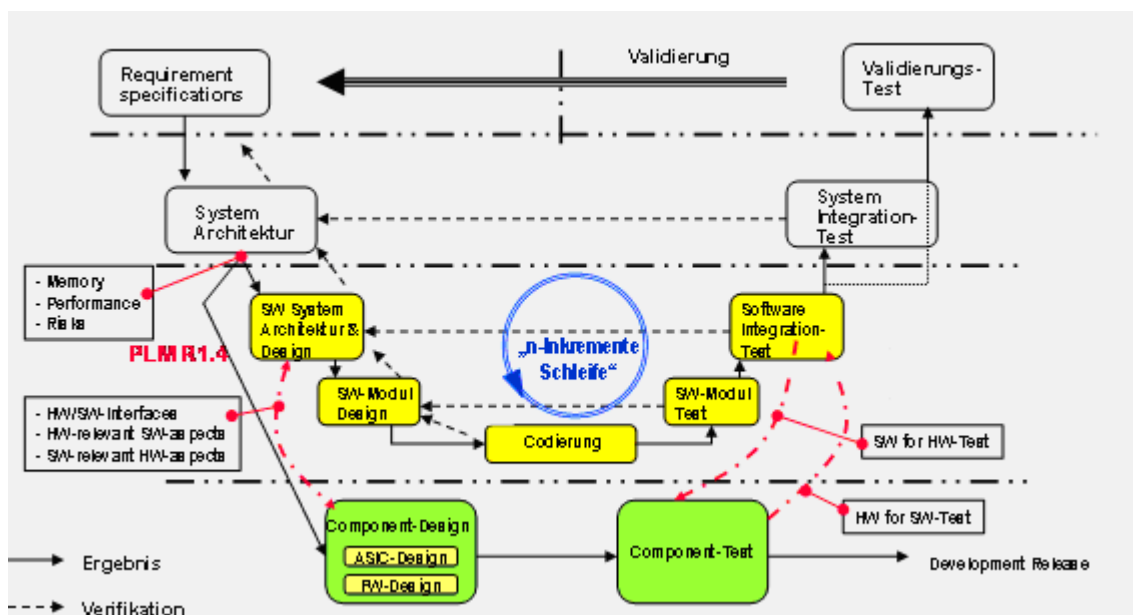 Requirement
specifications
Validierung
Validierungs-
Test
System
Architektur
System
Integration-
Test
- Memory
- Performance
- Risks
SW System
Architektur &
Design
„n-Inkremente
Schleife“
Software
Integration-
Test
PLM R1.4
SW-Modul
Design
SW-Modul
Test
- HW/SW-Interfaces
- HW-relevant SW-aspects
- SW-relevant HW-aspects
Codierung
SW for HW-Test
HW for SW-Test
Component-Design
ASIC-Design
FW-Design
Component-Test
Development Release
Ergebnis
Verifikation